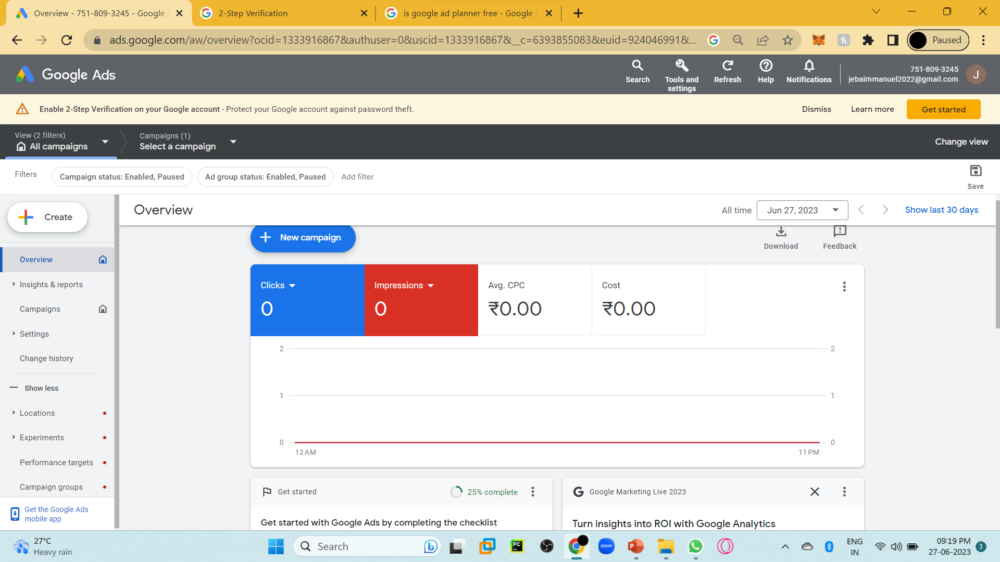 Overview - 751-809-3245 - Google A
2-Step Verification
is google ad planner free - Google S
ads.google.com/aw/overview?ocid=1333916867&authuser=0&uscid=1333916867&__c=6393855083&euid=924046991&...
Paused
Google Ads
Search
Tools and
settings
Refresh
Help
Notifications
751-809-3245
jebaimmanuel2022@gmail.com
J
Enable 2-Step Verification on your Google account - Protect your Google account against password theft.
Dismiss
Learn more
Get started
View (2 filters)
All campaigns
Campaigns (1)
Select a campaign
Change view
Filters
Campaign status: Enabled, Paused
Ad group status: Enabled, Paused
Add filter
Save
Create
Overview
All time
Jun 27, 2023
Show last 30 days
New campaign
Download
Feedback
Overview
Insights & reports
Campaigns
Settings
Change history
Show less
Locations
Experiments
Performance targets
Campaign groups
Get the Google Ads
mobile app
Clicks
0
Impressions
0
Avg. CPC
₹0.00
Cost
₹0.00
2
2
1
1
0
0
12 AM
11 PM
Get started
25% complete
Get started with Google Ads by completing the checklist
Google Marketing Live 2023
Turn insights into ROI with Google Analytics
27°C
Heavy rain
Search
PC
zoom
P
ENG
IN
09:19 PM
27-06-2023
3